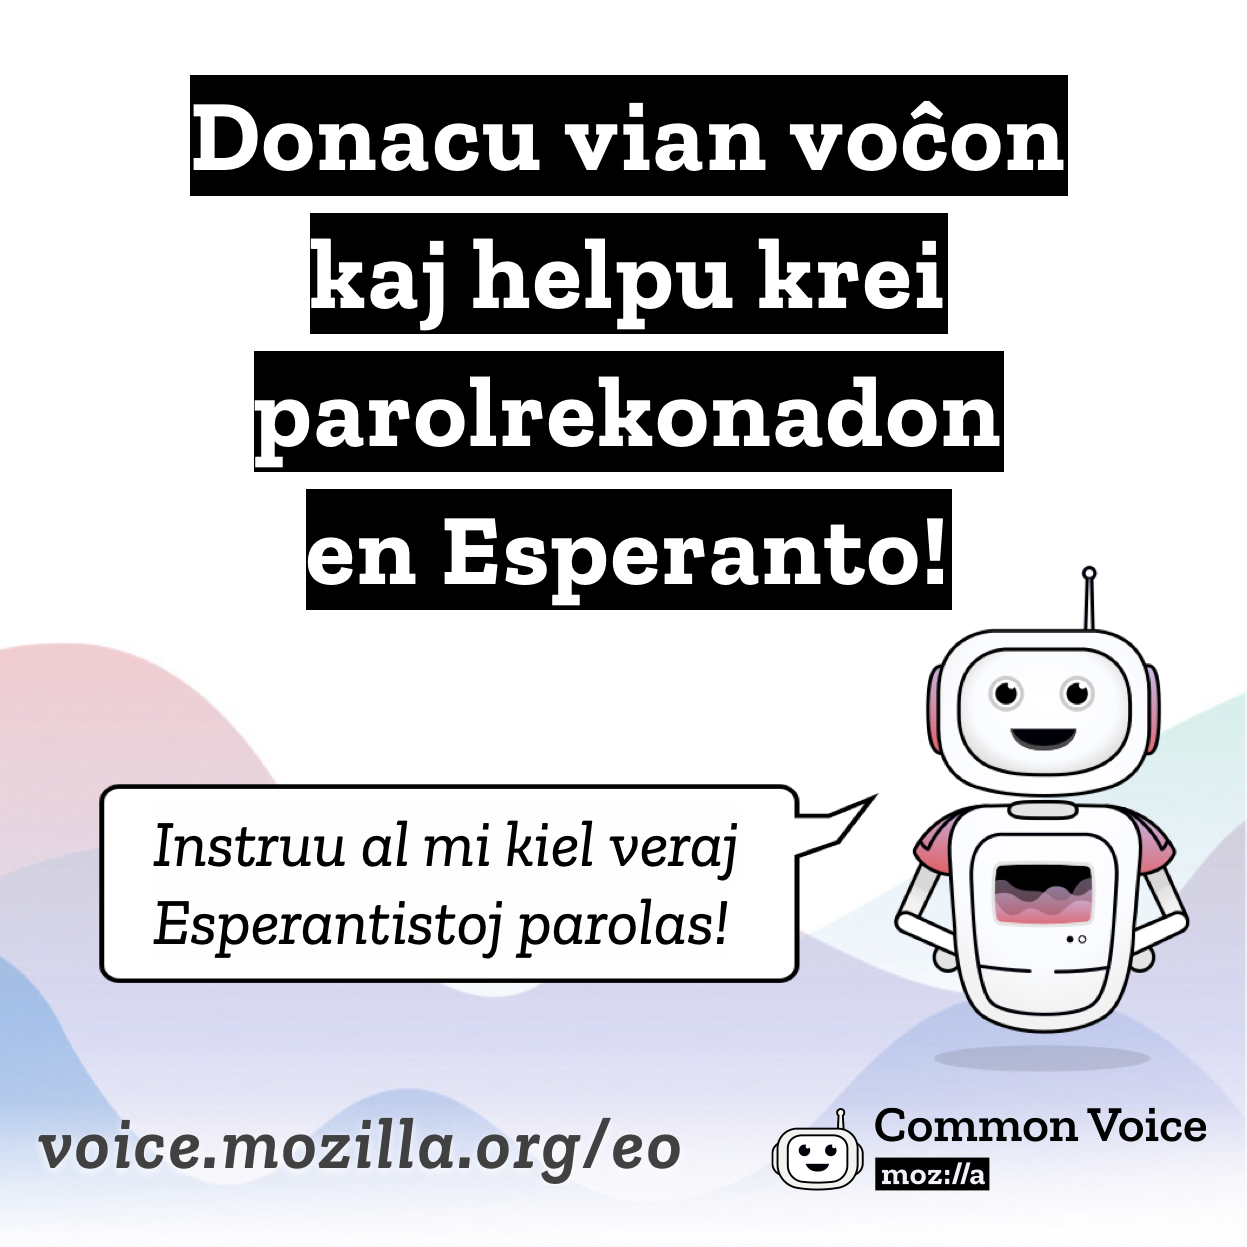 Donacu vian voĉon
kaj helpu krei
parolrekonadon
en Esperanto!
Instruu al mi kiel veraj
Esperantistoj parolas!
voice.mozilla.org/eo
Common Voice
moz://a